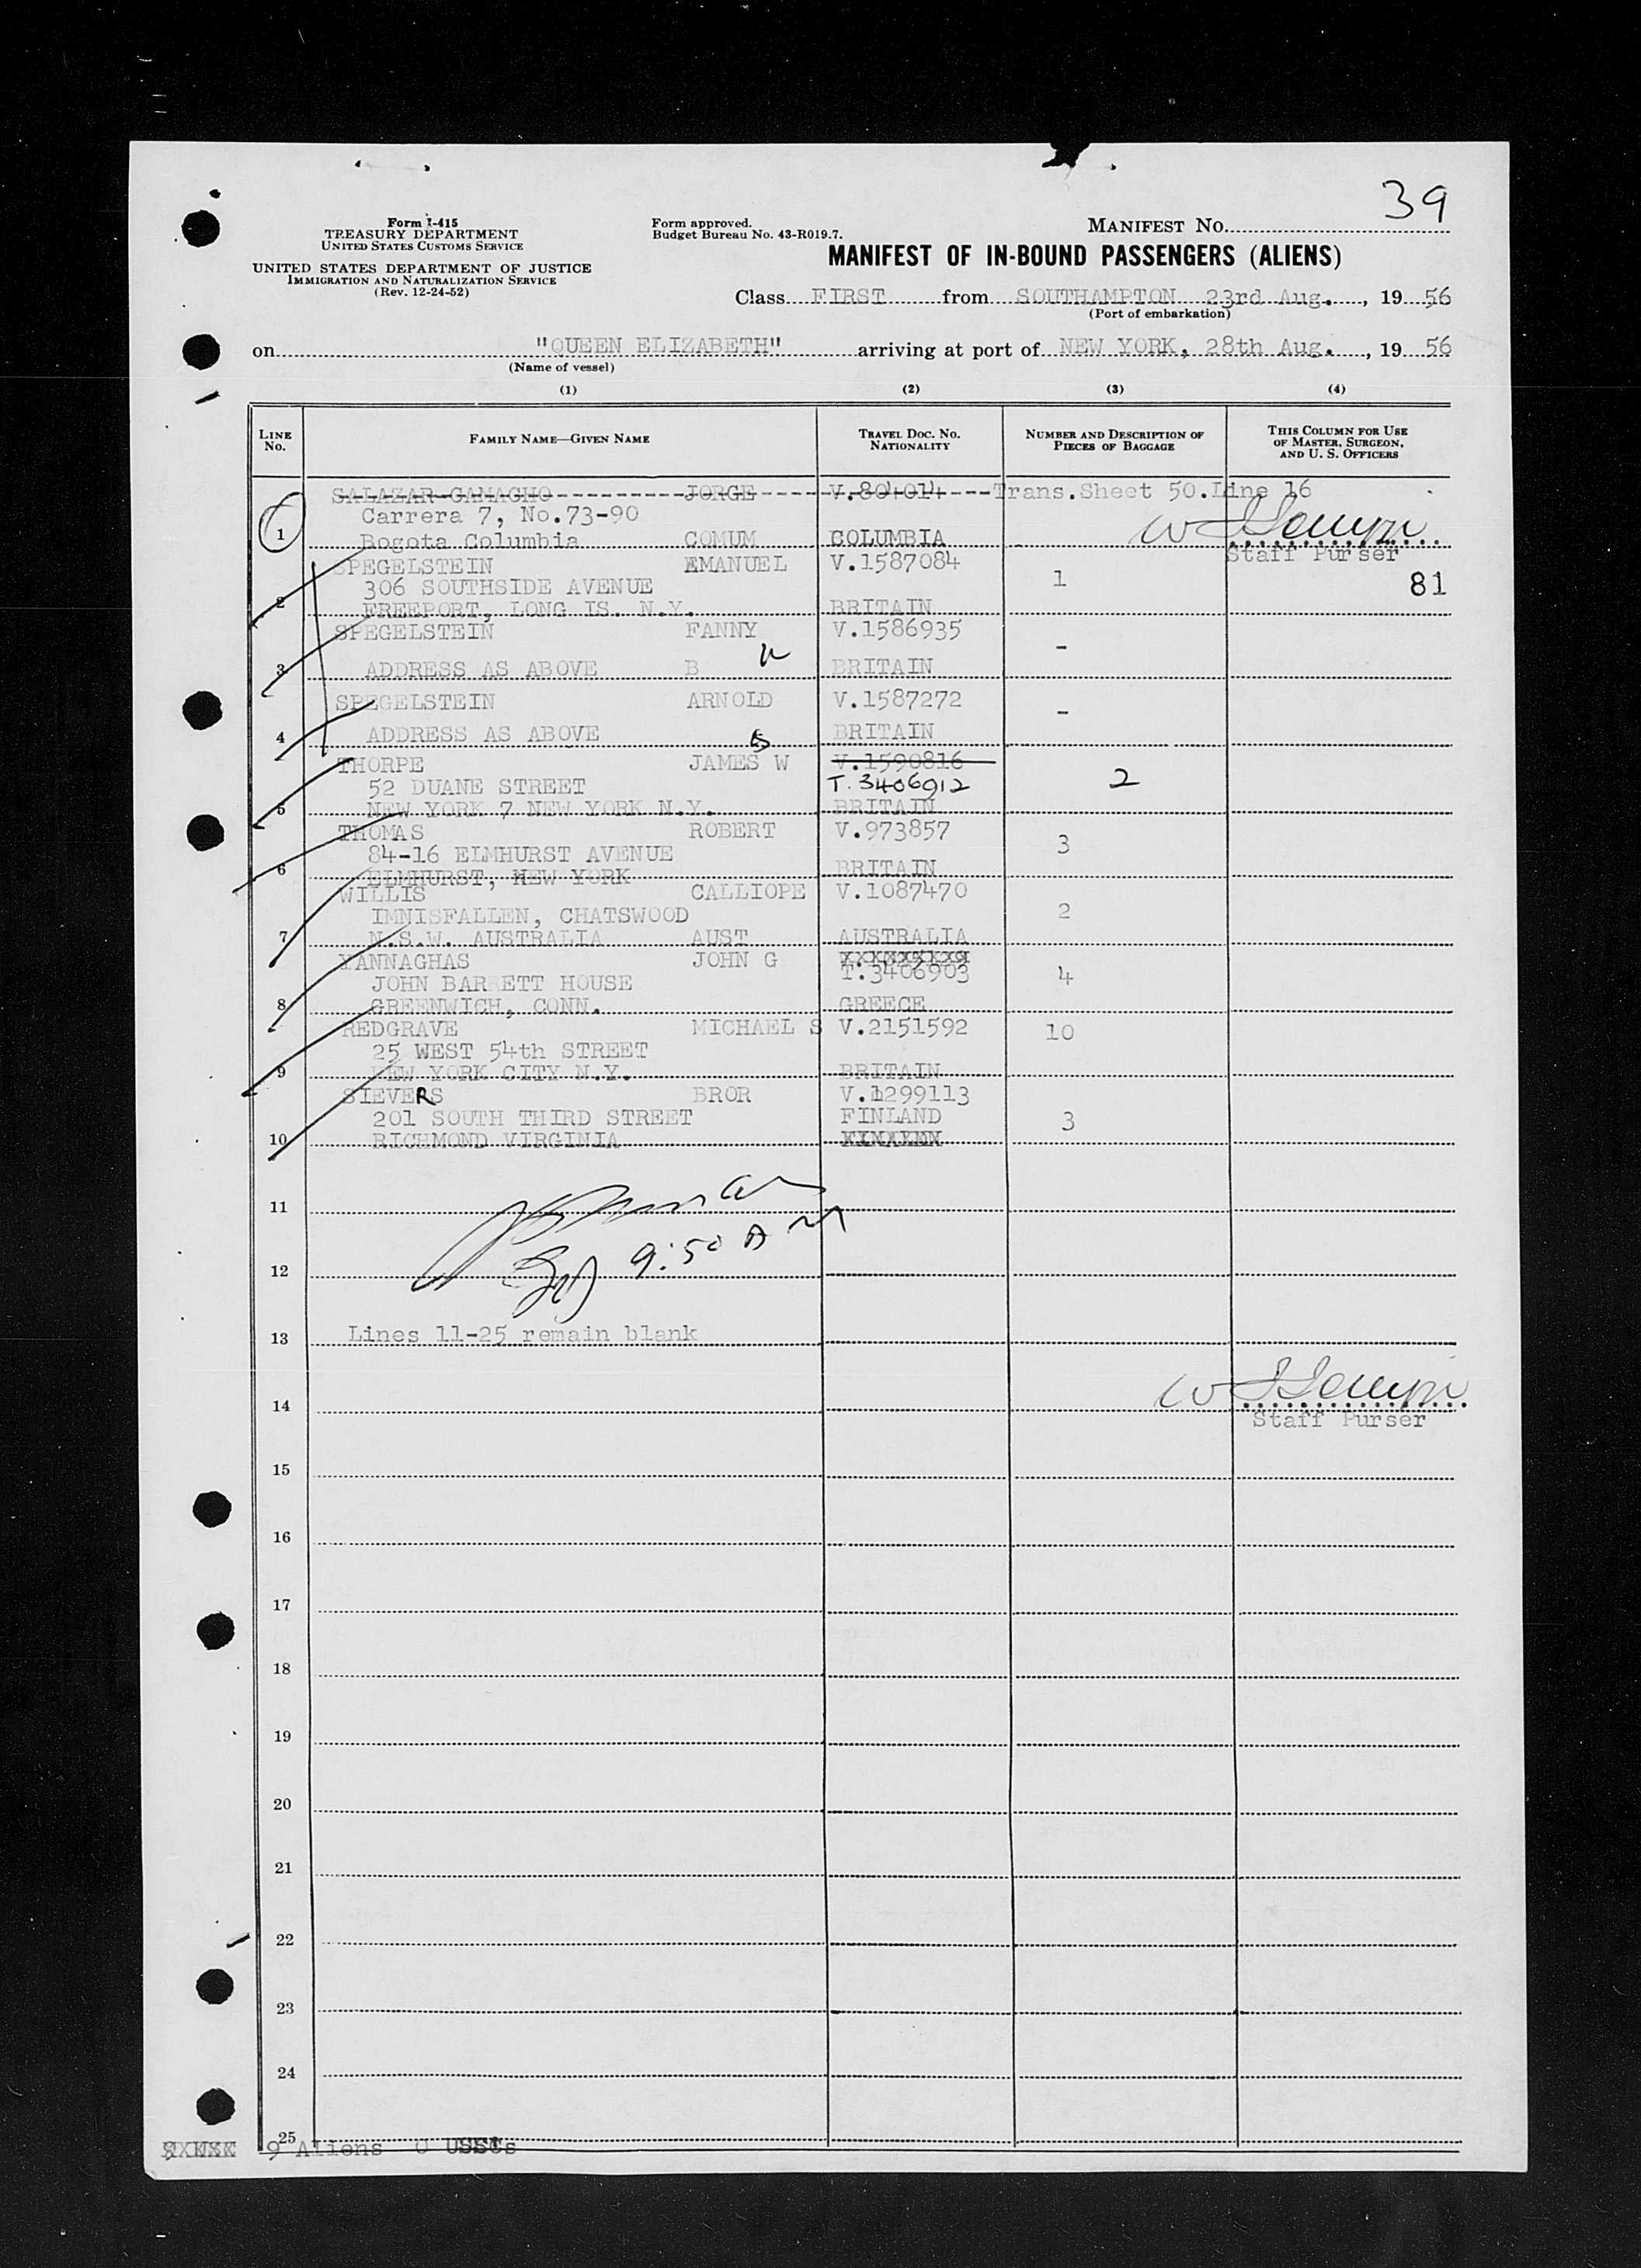 39
Form I-415
TREASURY DEPARTMENT
UNITED STATES CUSTOMS SERVICE
UNITED STATES DEPARTMENT OF JUSTICE
IMMIGRATION AND NATURALIZATION SERVICE
(Rev. 12-24-52)
Form approved.
Budget Bureau No. 43-R019.7.
MANIFEST No.
MANIFEST OF IN-BOUND PASSENGERS (ALIENS)
Class FIRST from SOUTHAMPTON 23rd Aug. , 19 56
(Port of embarkation)
on "QUEEN ELIZABETH" arriving at port of NEW YORK, 28th Aug. , 19 56
(Name of vessel)
(1) (2) (3) (4)
LINE No. FAMILY NAME—GIVEN NAME TRAVEL DOC. NO. NATIONALITY NUMBER AND DESCRIPTION OF PIECES OF BAGGAGE THIS COLUMN FOR USE OF MASTER, SURGEON, AND U. S. OFFICERS
SALAZAR-CAMACHO JORGE V.804014 Trans.Sheet 50.Line 16
Carrera 7, No.73-90
1 Bogota Columbia COMUM COLUMBIA
Staff Purser
SPEGELSTEIN EMANUEL V.1587084
306 SOUTHSIDE AVENUE 1 81
2 FREEPORT, LONG IS. N.Y. BRITAIN
SPEGELSTEIN FANNY V.1586935
-
3 ADDRESS AS ABOVE B BRITAIN
SPEGELSTEIN ARNOLD V.1587272
-
4 ADDRESS AS ABOVE BRITAIN
THORPE JAMES W V.1590816
52 DUANE STREET T.3406912 2
5 NEW YORK 7 NEW YORK N.Y. BRITAIN
THOMAS ROBERT V.973857
84-16 ELMHURST AVENUE 3
6 ELMHURST, NEW YORK BRITAIN
WILLIS CALLIOPE V.1087470
INNISFALLEN, CHATSWOOD 2
7 N.S.W. AUSTRALIA AUST AUSTRALIA
YANNAGHAS JOHN G T.3406903
JOHN BARRETT HOUSE 4
8 GREENWICH, CONN. GREECE
REDGRAVE MICHAEL S V.2151592 10
25 WEST 54th STREET
9 NEW YORK CITY N.Y. BRITAIN
SIEVERS BROR V.1299113
201 SOUTH THIRD STREET FINLAND 3
10 RICHMOND VIRGINIA
11
9:50 AM
12
13 Lines 11-25 remain blank
14
Staff Purser
15
16
17
18
19
20
21
22
23
24
25
9 Aliens 0 USCs